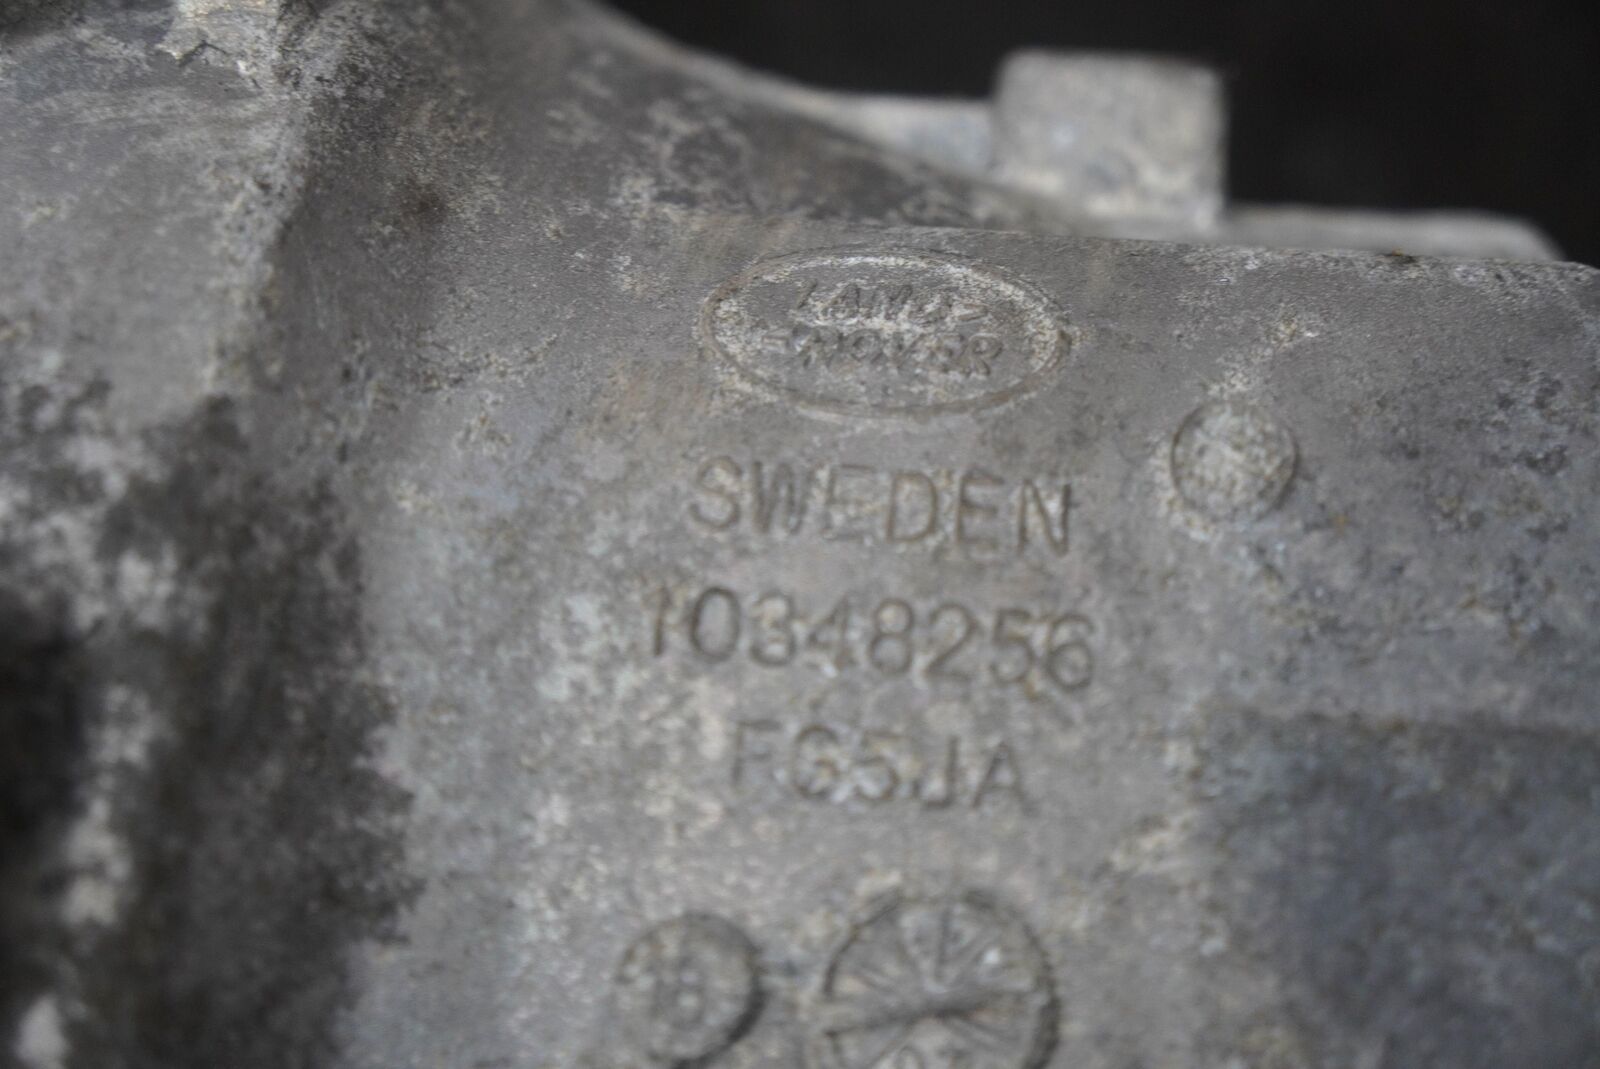 LAND-
-ROVER
SWEDEN
10348256
FG5JA